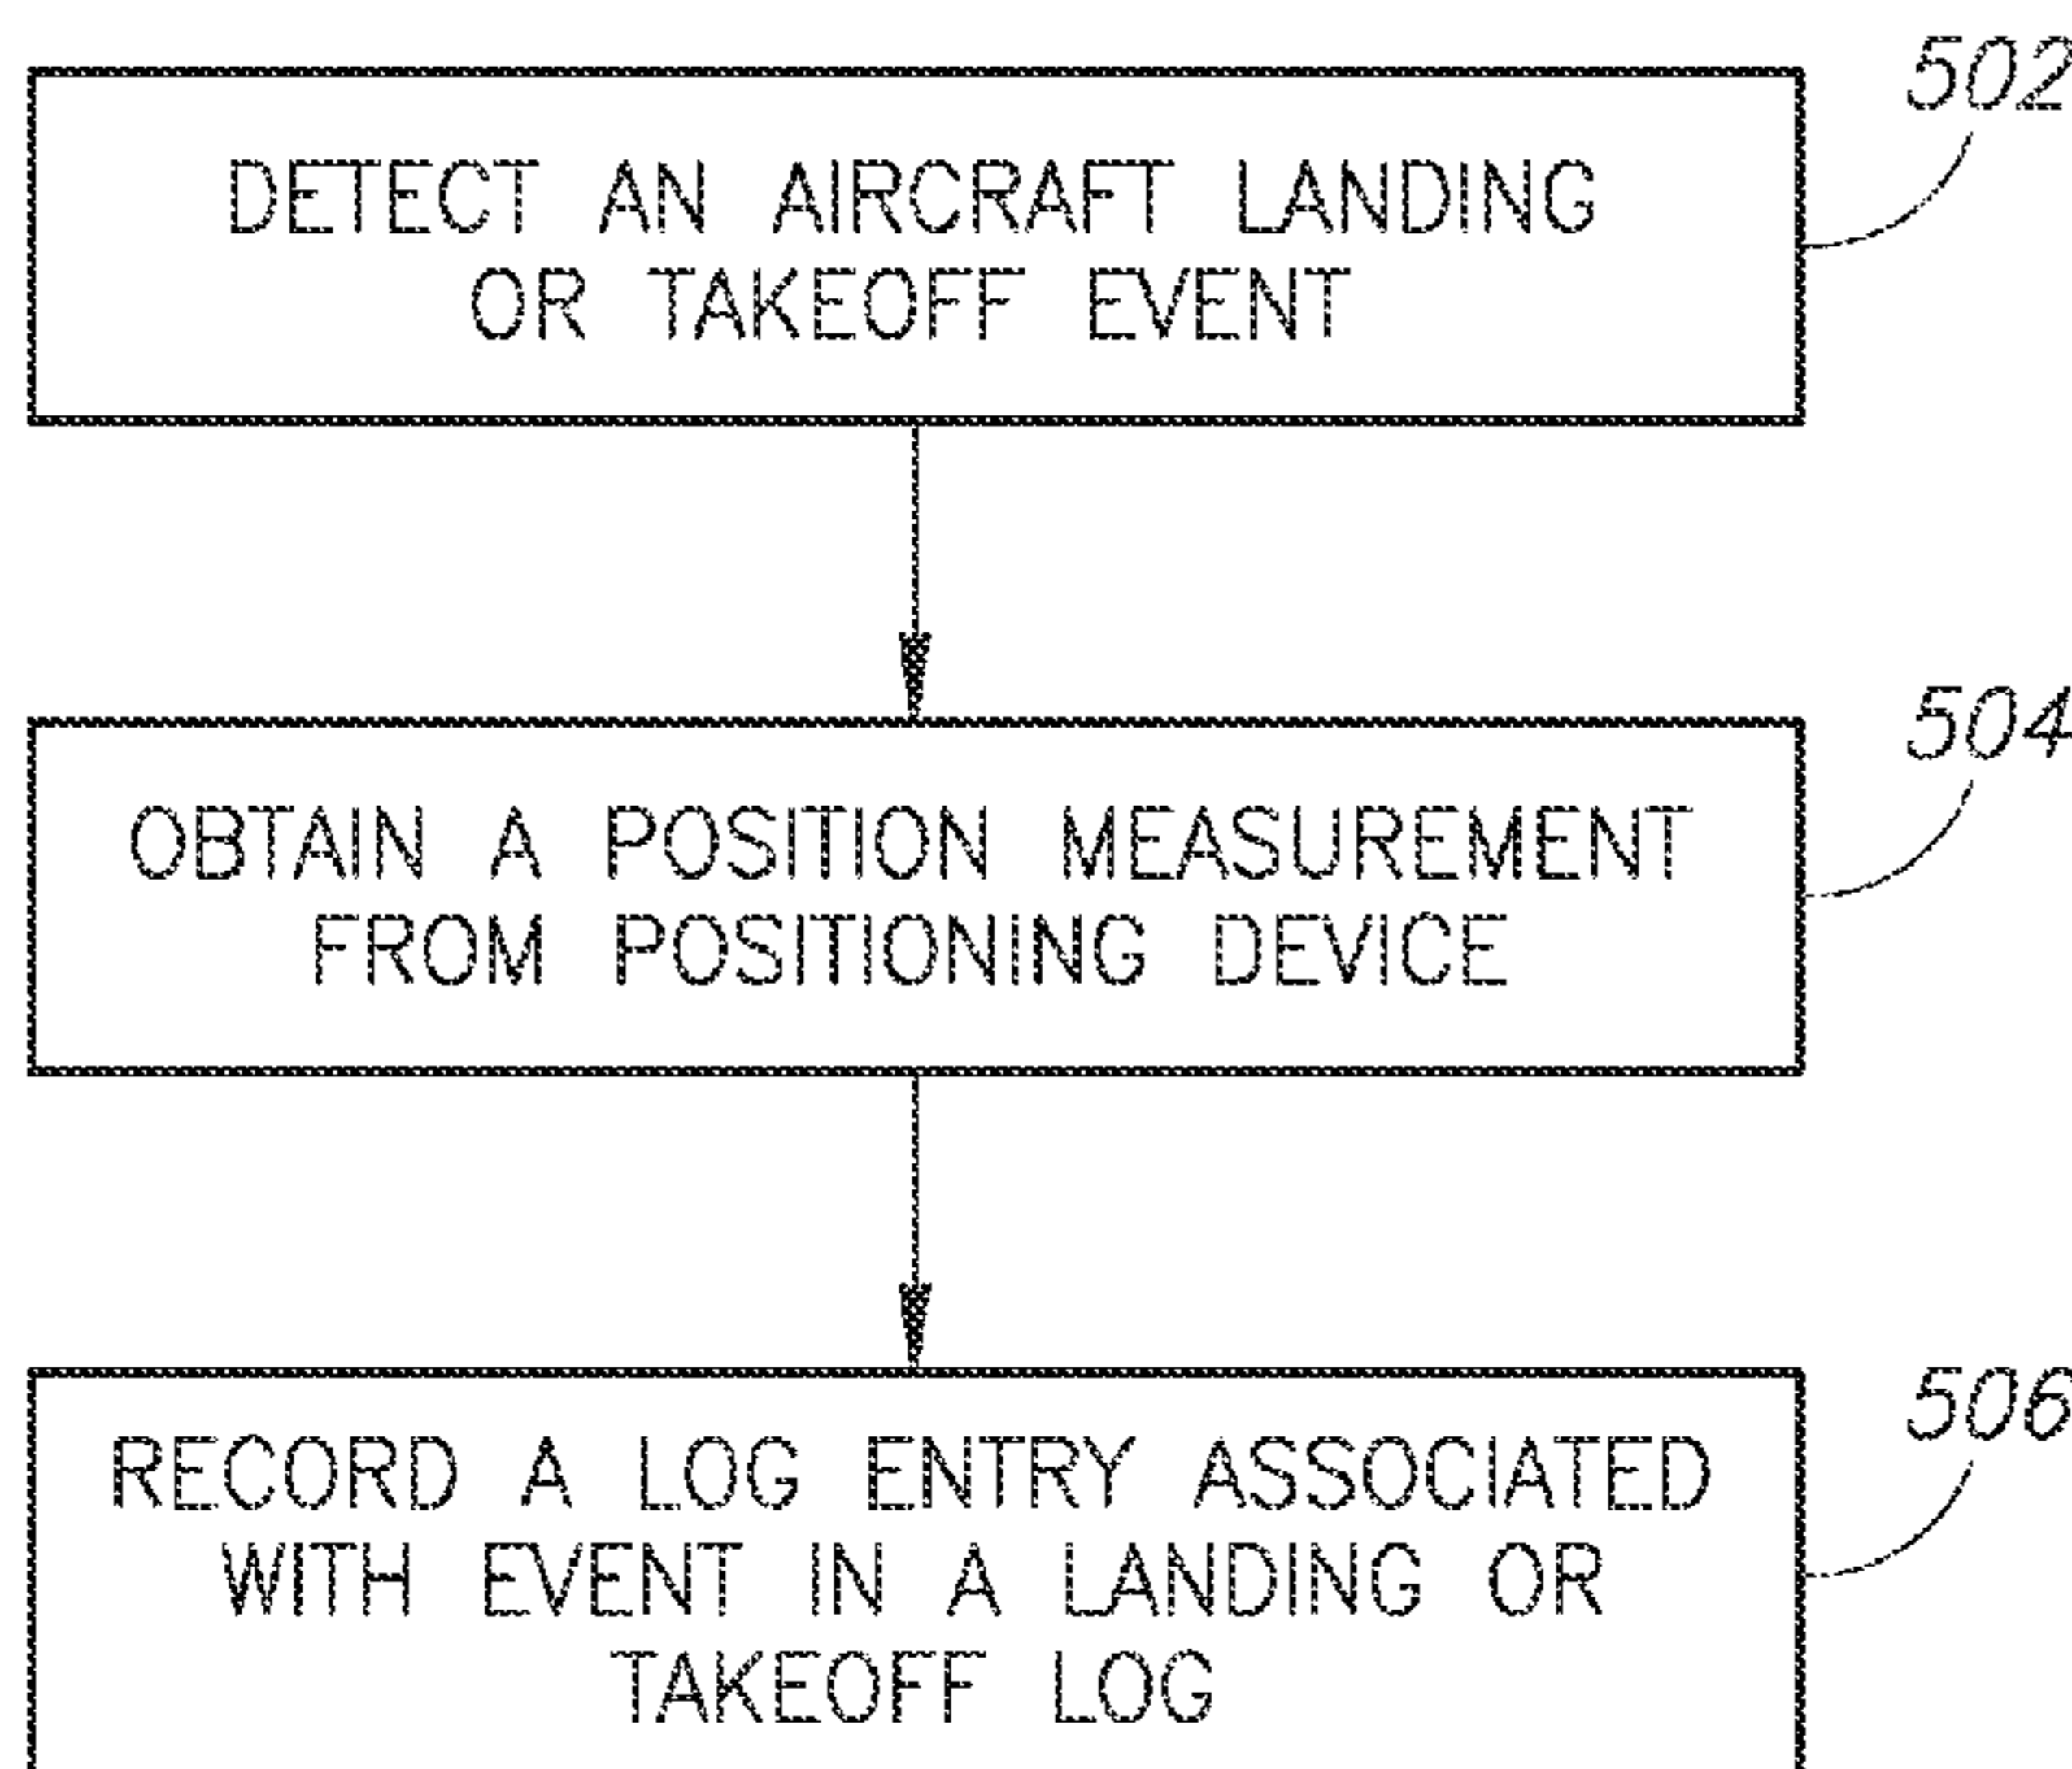 502
DETECT AN AIRCRAFT LANDING
OR TAKEOFF EVENT
504
OBTAIN A POSITION MEASUREMENT
FROM POSITIONING DEVICE
506
RECORD A LOG ENTRY ASSOCIATED
WITH EVENT IN A LANDING OR
TAKEOFF LOG